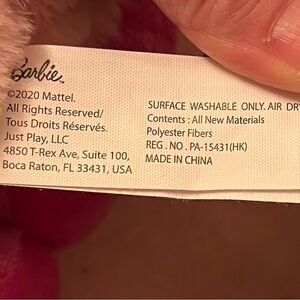 Barbie™
©2020 Mattel.
All Rights Reserved/
Tous Droits Réservés.
Just Play, LLC
4850 T-Rex Ave, Suite 100,
Boca Raton, FL 33431, USA
SURFACE WASHABLE ONLY. AIR DR
Contents : All New Materials
Polyester Fibers
REG . NO . PA-15431(HK)
MADE IN CHINA